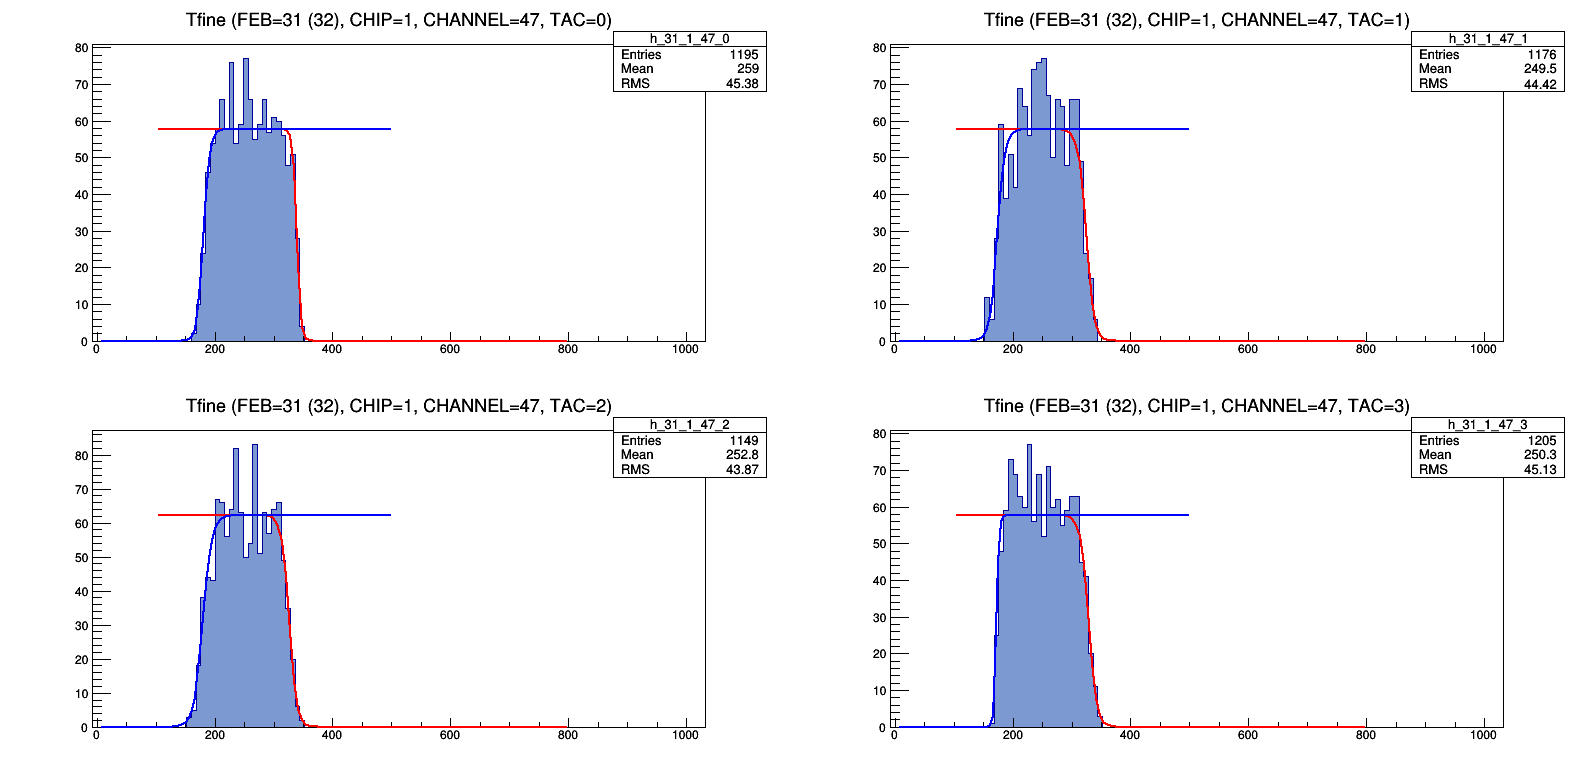 Tfine (FEB=31 (32), CHIP=1, CHANNEL=47, TAC=0)
h_31_1_47_0
Entries 1195
Mean 259
RMS 45.38
80
70
60
50
40
30
20
10
0
0 200 400 600 800 1000
Tfine (FEB=31 (32), CHIP=1, CHANNEL=47, TAC=1)
h_31_1_47_1
Entries 1176
Mean 249.5
RMS 44.42
80
70
60
50
40
30
20
10
0
0 200 400 600 800 1000
Tfine (FEB=31 (32), CHIP=1, CHANNEL=47, TAC=2)
h_31_1_47_2
Entries 1149
Mean 252.8
RMS 43.87
80
70
60
50
40
30
20
10
0
0 200 400 600 800 1000
Tfine (FEB=31 (32), CHIP=1, CHANNEL=47, TAC=3)
h_31_1_47_3
Entries 1205
Mean 250.3
RMS 45.13
80
70
60
50
40
30
20
10
0
0 200 400 600 800 1000